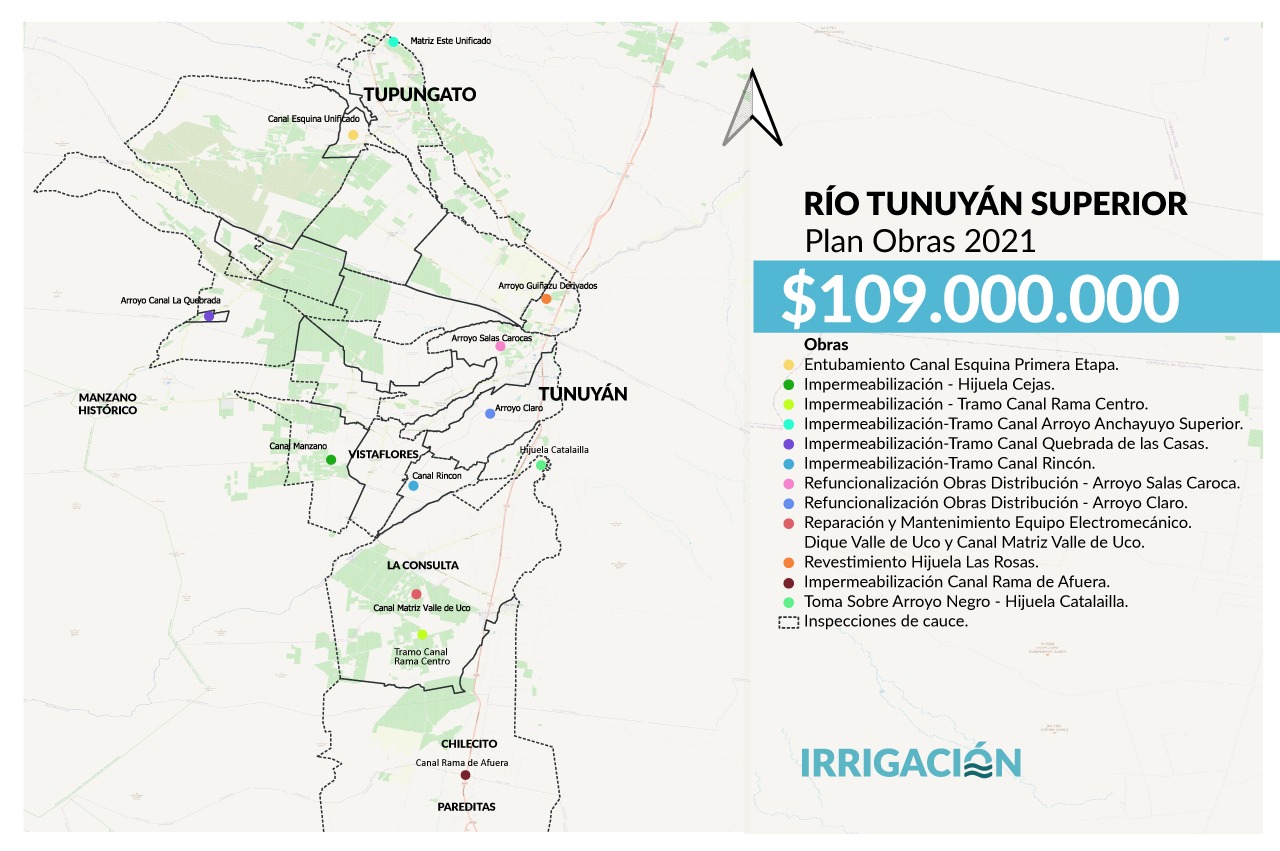 Matriz Este Unificado
TUPUNGATO
Canal Esquina Unificado
Arroyo Guiñazu Derivados
Arroyo Canal La Quebrada
Arroyo Salas Carocas
TUNUYÁN
MANZANO
HISTÓRICO
Arroyo Claro
Canal Manzano
VISTAFLORES
Hijuela Catalailla
Canal Rincon
LA CONSULTA
Canal Matriz Valle de Uco
Tramo Canal
Rama Centro
CHILECITO
Canal Rama de Afuera
PAREDITAS
RÍO TUNUYÁN SUPERIOR
Plan Obras 2021
$109.000.000
Obras
Entubamiento Canal Esquina Primera Etapa.
Impermeabilización - Hijuela Cejas.
Impermeabilización - Tramo Canal Rama Centro.
Impermeabilización-Tramo Canal Arroyo Anchayuyo Superior.
Impermeabilización-Tramo Canal Quebrada de las Casas.
Impermeabilización-Tramo Canal Rincón.
Refuncionalización Obras Distribución - Arroyo Salas Caroca.
Refuncionalización Obras Distribución - Arroyo Claro.
Reparación y Mantenimiento Equipo Electromecánico.
Dique Valle de Uco y Canal Matriz Valle de Uco.
Revestimiento Hijuela Las Rosas.
Impermeabilización Canal Rama de Afuera.
Toma Sobre Arroyo Negro - Hijuela Catalailla.
Inspecciones de cauce.
IRRIGACIÓN